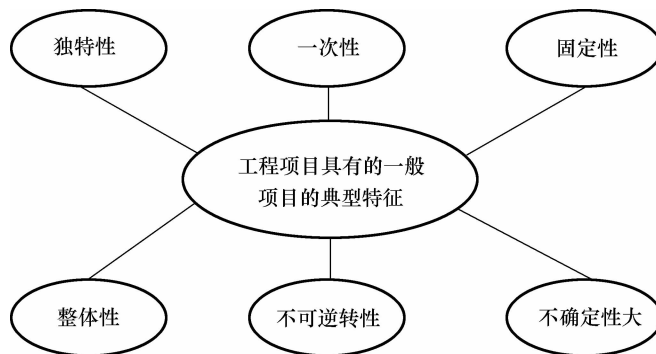 独特性
一次性
固定性
工程项目具有的一般
项目的典型特征
整体性
不可逆转性
不确定性大